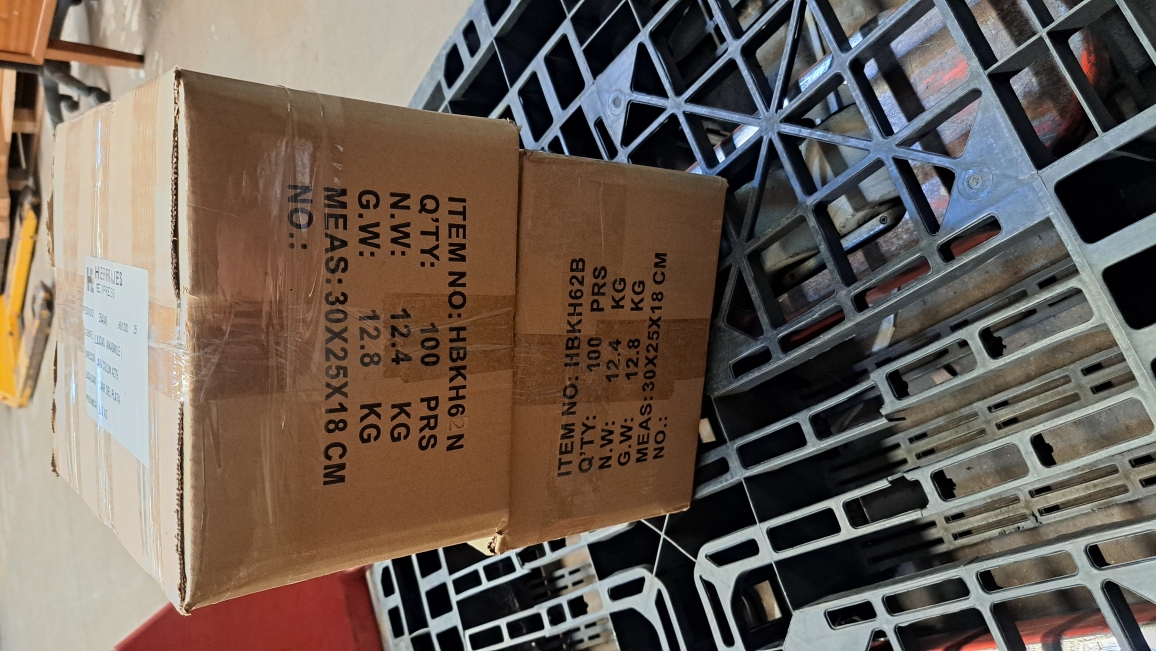 ITEM NO.:HBKH62N
Q'TY: 100 PRS
N.W: 12.4 KG
G.W: 12.8 KG
MEAS: 30X25X18 CM
NO.:
ITEM NO.: HBKH62B
Q'TY: 100 PRS
N.W: 12.4 KG
G.W: 12.8 KG
MEAS: 30X25X18 CM
NO.:
HERRAJES